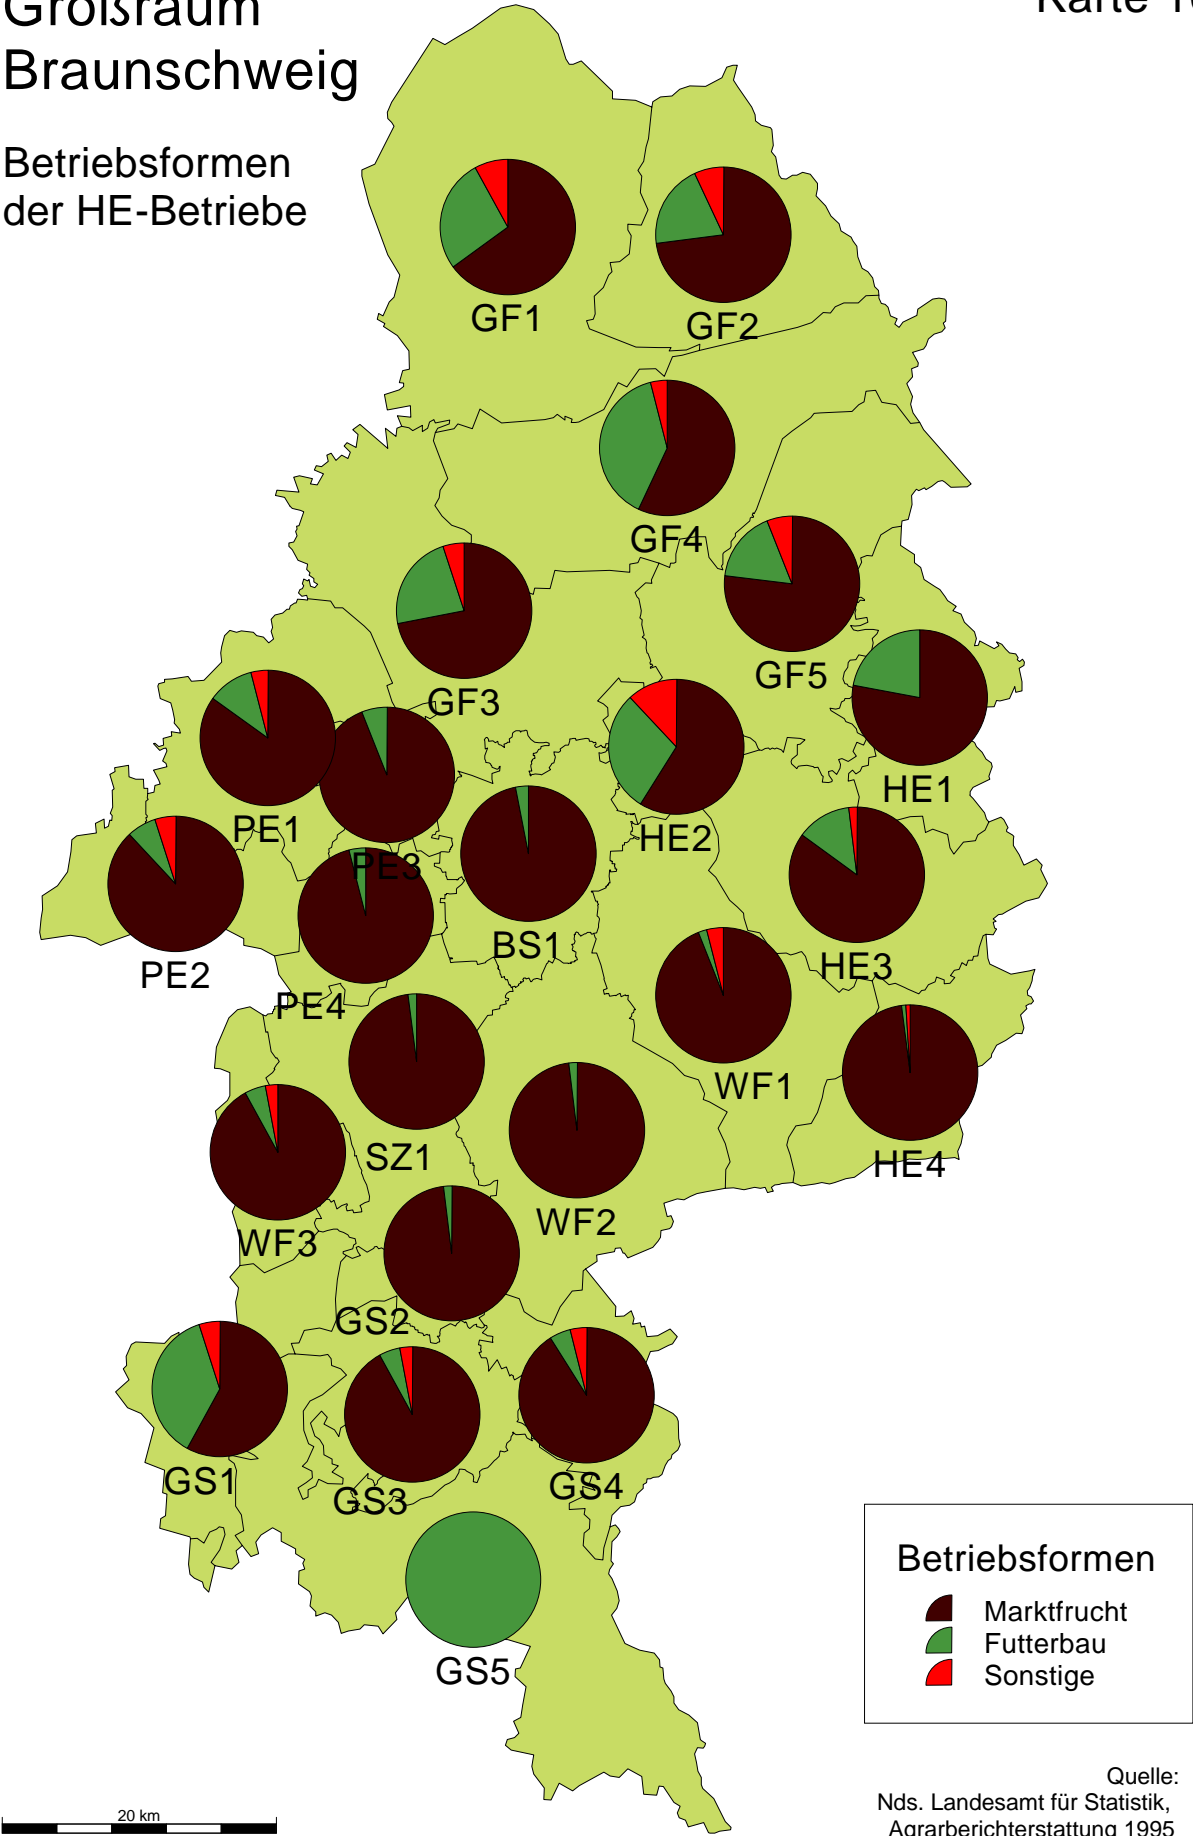 Großraum
Braunschweig
Karte
Betriebsformen
der HE-Betriebe
GF1
GF2
GF4
GF5
GF3
HE1
PE1
HE2
PE3
BS1
HE3
PE2
PE4
WF1
SZ1
HE4
WF2
WF3
GS2
GS1
GS4
GS3
GS5
Betriebsformen
Marktfrucht
Futterbau
Sonstige
20 km
Quelle:
Nds. Landesamt für Statistik,
Agrarberichterstattung 1995